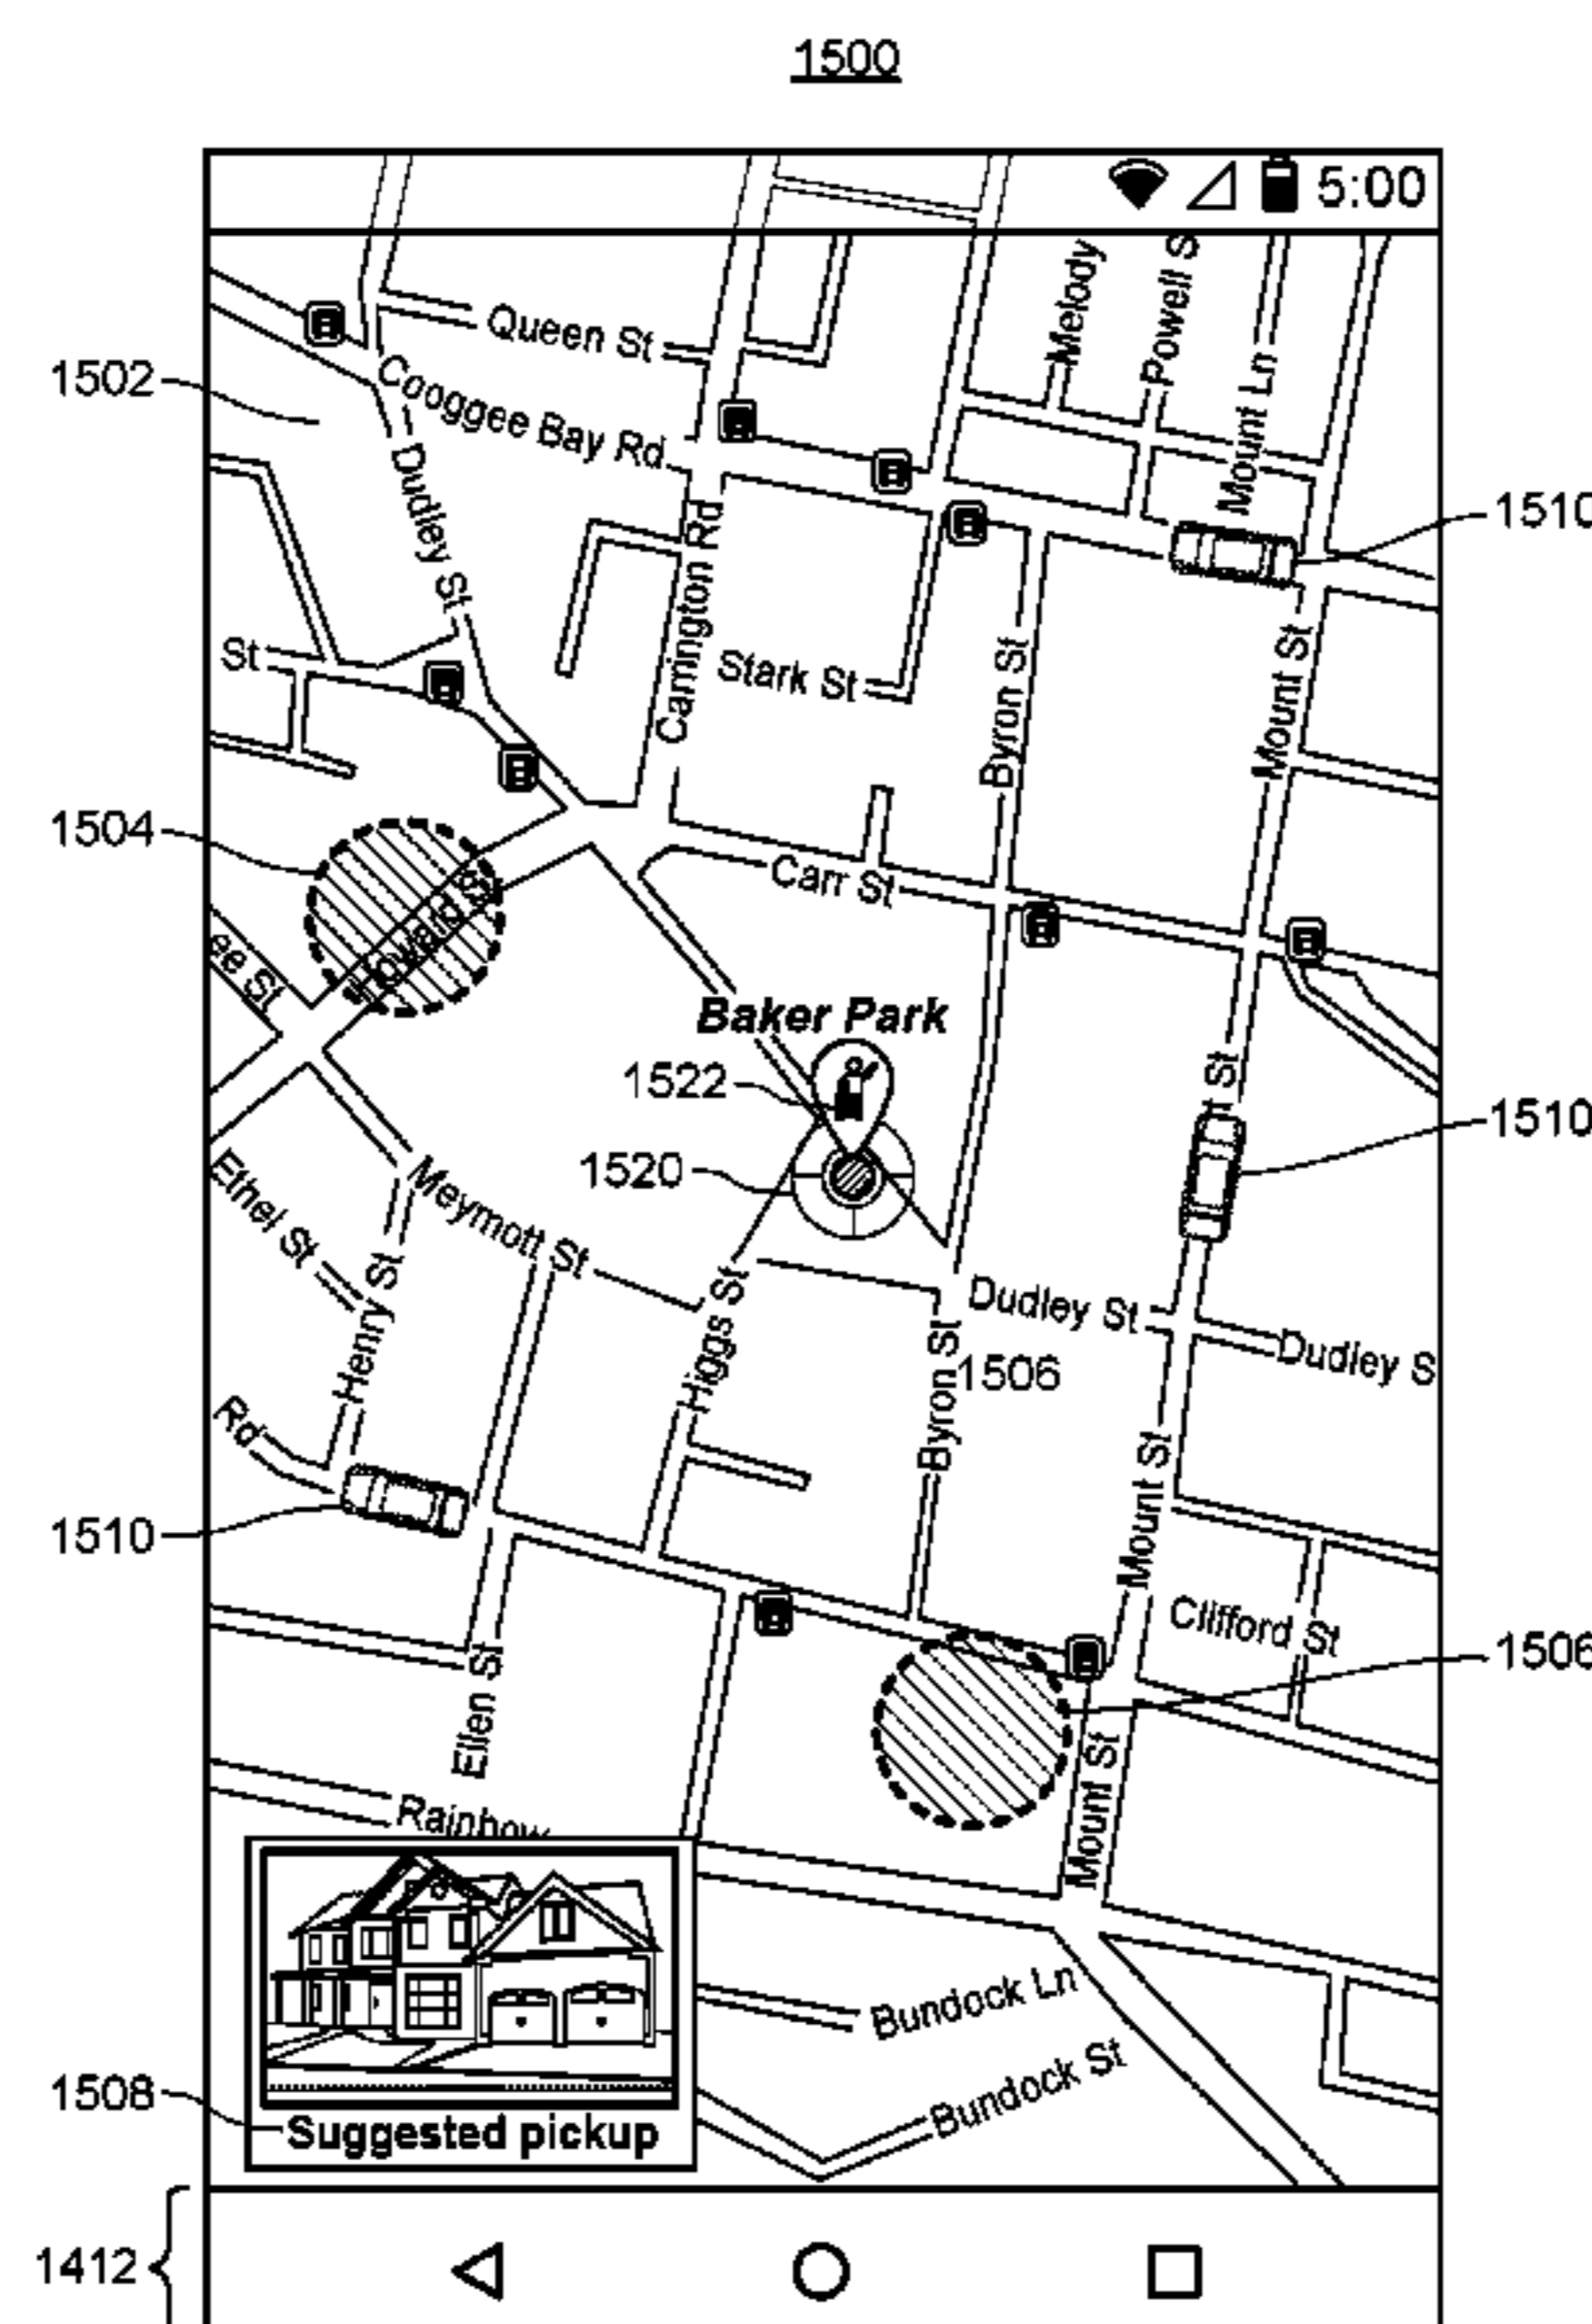 1500
5:00
Melody
Powell S
Queen St
Mount Ln
1502
Cooggee Bay Rd
Dudley St
1510
Carrington Rd
St
Stark St
Byron St
Mount St
1504
Carr St
ee St
Baker Park
1522
St
1510
1520
Ethel St
Meymott St
Henry St
Higgs St
Dudley St
Dudley S
Byron St
1506
Rd
Mount St
1510
Clifford St
1506
Ellen St
Mount St
Rainbow
Bundock Ln
Bundock St
1508
Suggested pickup
1412